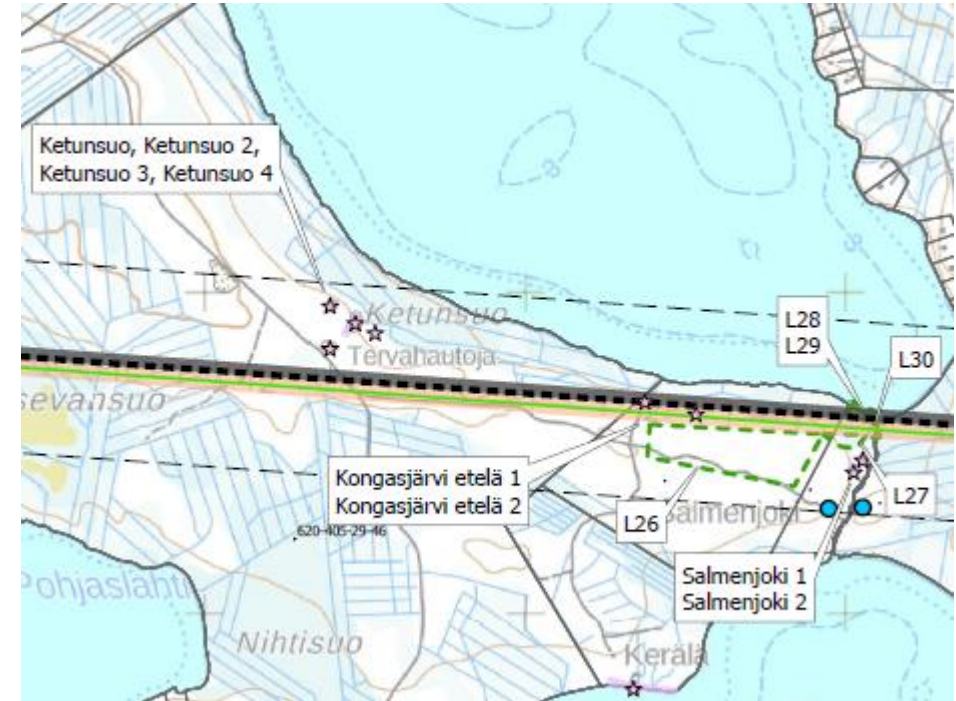 Ketunsuo, Ketunsuo 2,
Ketunsuo 3, Ketunsuo 4
Ketunsuo
Tervahautoja
L28
L29
L30
sevansuo
Kongasjärvi etelä 1
Kongasjärvi etelä 2
L26
Salmenjoki
L27
620-405-29-46
Salmenjoki 1
Salmenjoki 2
Pohjaslahti
Nihtisuo
Kerälä